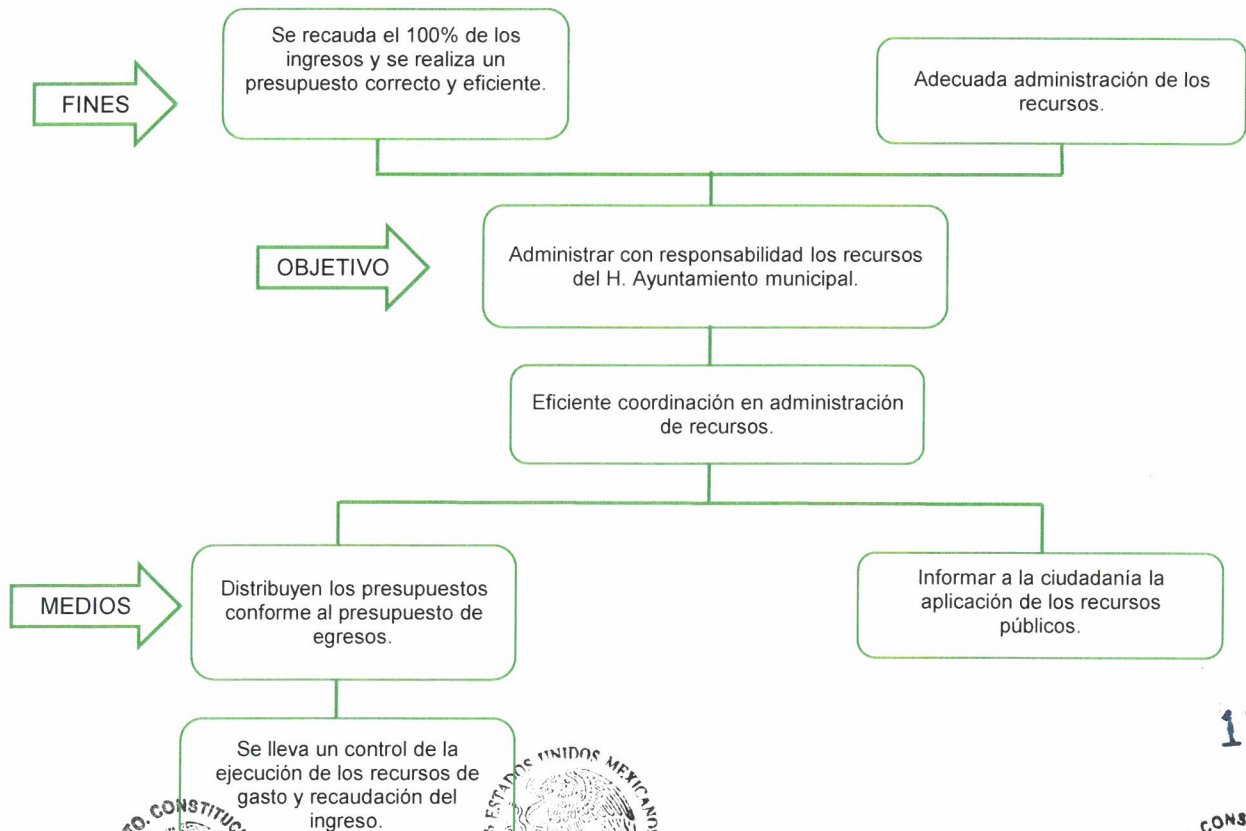 Se recauda el 100% de los
ingresos y se realiza un
presupuesto correcto y eficiente.
Adecuada administración de los
recursos.
FINES
Administrar con responsabilidad los recursos
del H. Ayuntamiento municipal.
OBJETIVO
Eficiente coordinación en administración
de recursos.
Distribuyen los presupuestos
conforme al presupuesto de
egresos.
Informar a la ciudadanía la
aplicación de los recursos
públicos.
MEDIOS
Se lleva un control de la
ejecución de los recursos de
gasto y recaudación del
ingreso.
1
UNIDOS